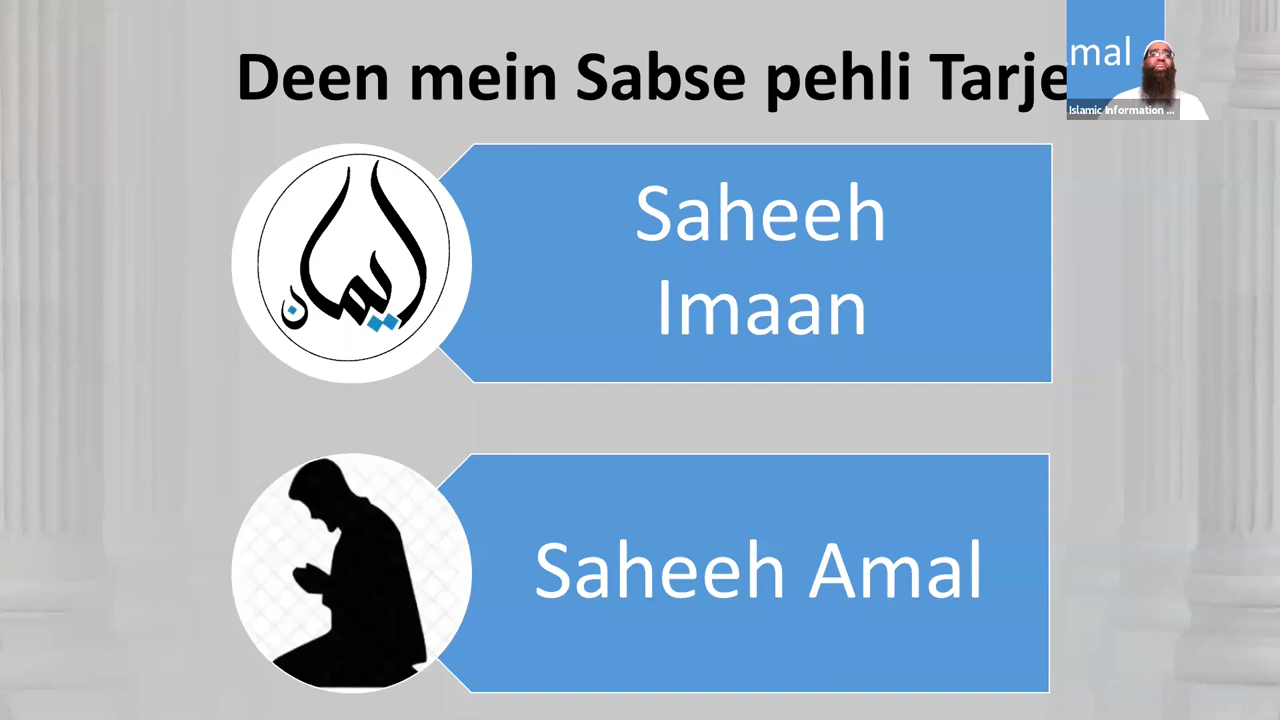 Deen mein Sabse pehli Tarje
mal
Islamic Information ...
ایمان
Saheeh
Imaan
Saheeh Amal